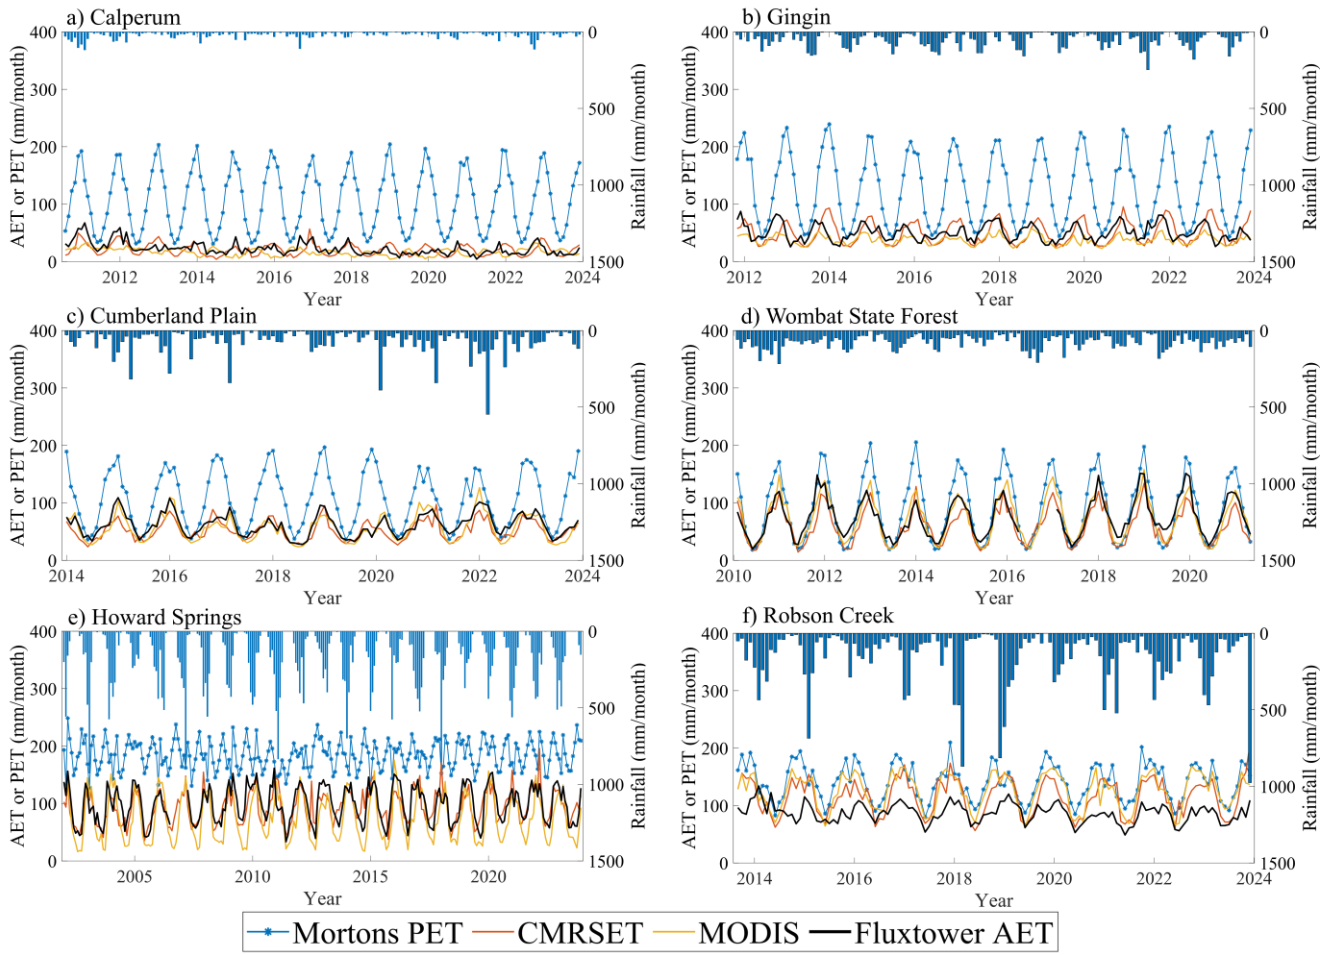 a) Calperum
400
300
200
100
0
AET or PET (mm/month)
0
500
1000
1500
Rainfall (mm/month)
2012 2014 2016 2018 2020 2022 2024
Year
b) Gingin
400
300
200
100
0
AET or PET (mm/month)
0
500
1000
1500
Rainfall (mm/month)
2012 2014 2016 2018 2020 2022 2024
Year
c) Cumberland Plain
400
300
200
100
0
AET or PET (mm/month)
0
500
1000
1500
Rainfall (mm/month)
2014 2016 2018 2020 2022 2024
Year
d) Wombat State Forest
400
300
200
100
0
AET or PET (mm/month)
0
500
1000
1500
Rainfall (mm/month)
2010 2012 2014 2016 2018 2020
Year
e) Howard Springs
400
300
200
100
0
AET or PET (mm/month)
0
500
1000
1500
Rainfall (mm/month)
2005 2010 2015 2020
Year
f) Robson Creek
400
300
200
100
0
AET or PET (mm/month)
0
500
1000
1500
Rainfall (mm/month)
2014 2016 2018 2020 2022 2024
Year
Mortons PET CMRSET MODIS Fluxtower AET